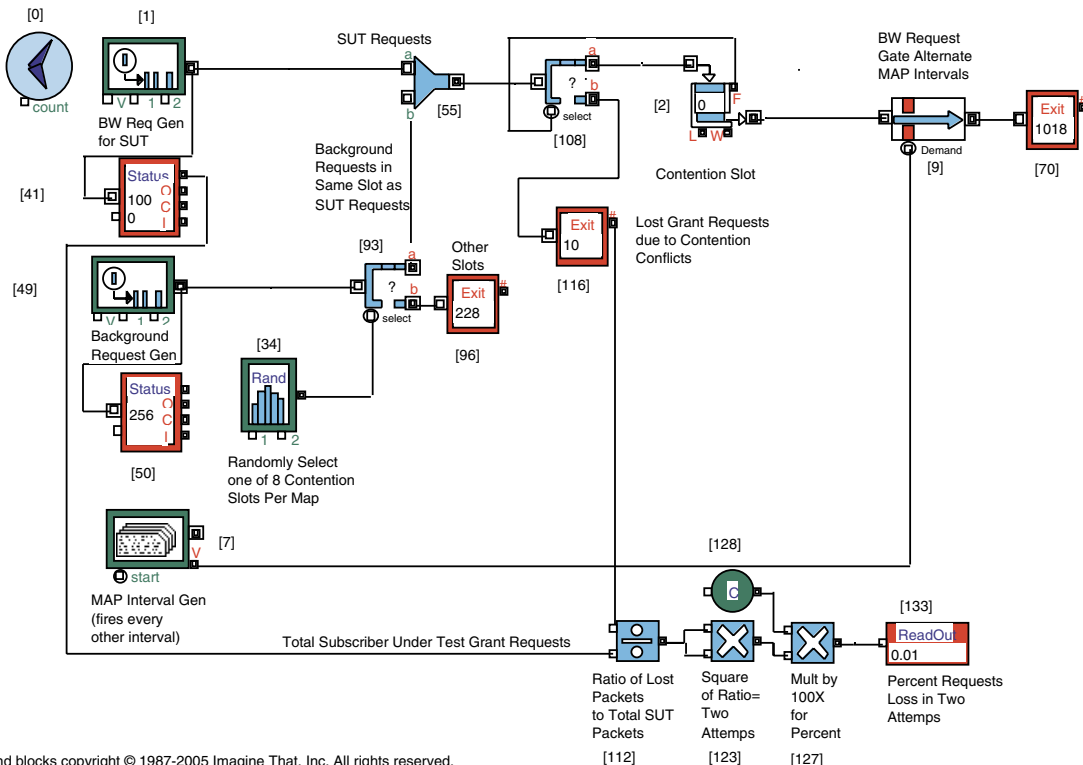 [0]
count
[1]
V 1 2
BW Req Gen
for SUT
[41]
Status
100
0
O
C
I
[49]
V 1 2
Background
Request Gen
Status
256
O
C
I
[50]
[7]
V
start
MAP Interval Gen
(fires every
other interval)
SUT Requests
a
b
[55]
Background
Requests in
Same Slot as
SUT Requests
[93]
a
?
b
select
Other
Slots
Exit
228
#
[96]
[34]
Rand
1 2
Randomly Select
one of 8 Contention
Slots Per Map
a
?
b
select
[108]
Exit
10
#
[116]
Lost Grant Requests
due to Contention
Conflicts
[2]
0
F
L W
Contention Slot
BW Request
Gate Alternate
MAP Intervals
Demand
[9]
Exit
1018
#
[70]
Total Subscriber Under Test Grant Requests
Ratio of Lost
Packets
to Total SUT
Packets
[112]
[128]
C
Square
of Ratio=
Two
Attemps
[123]
Mult by
100X
for
Percent
[127]
[133]
ReadOut
0.01
Percent Requests
Loss in Two
Attemps
nd blocks copyright © 1987-2005 Imagine That, Inc. All rights reserved.